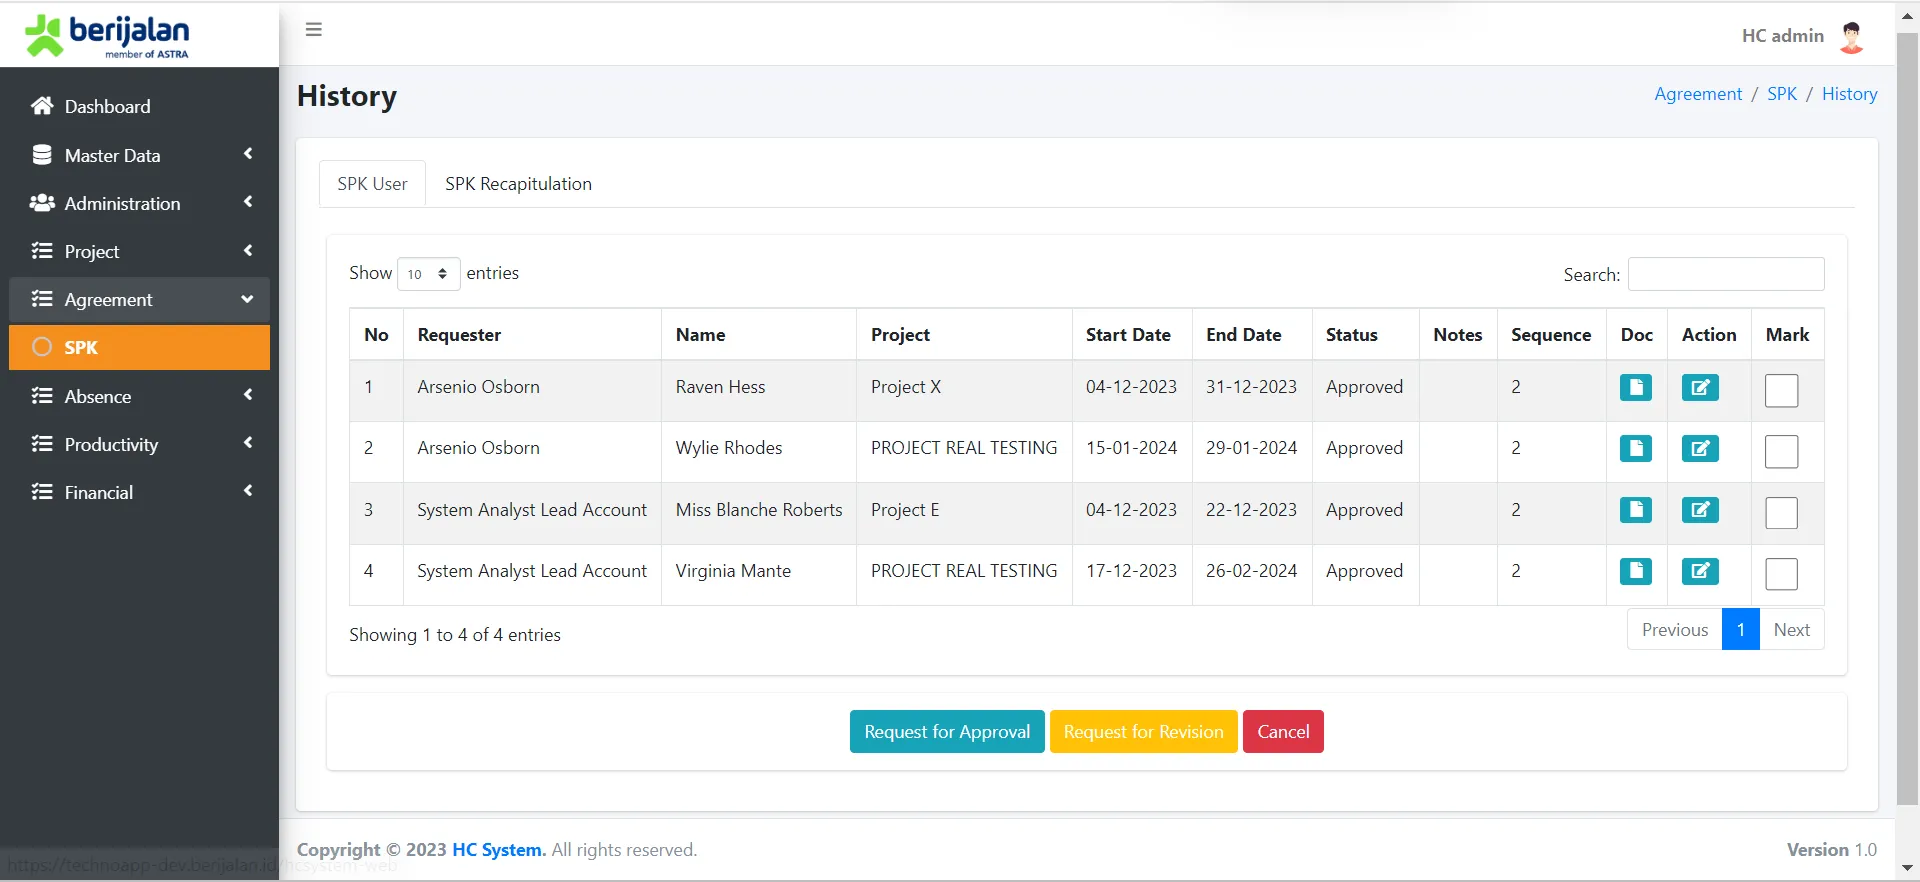 berijalan
member of ASTRA
HC admin
Dashboard
Master Data
Administration
Project
Agreement
SPK
Absence
Productivity
Financial
History
Agreement / SPK / History
SPK User SPK Recapitulation
Show 10 entries Search:
No Requester Name Project Start Date End Date Status Notes Sequence Doc Action Mark
1 Arsenio Osborn Raven Hess Project X 04-12-2023 31-12-2023 Approved 2
2 Arsenio Osborn Wylie Rhodes PROJECT REAL TESTING 15-01-2024 29-01-2024 Approved 2
3 System Analyst Lead Account Miss Blanche Roberts Project E 04-12-2023 22-12-2023 Approved 2
4 System Analyst Lead Account Virginia Mante PROJECT REAL TESTING 17-12-2023 26-02-2024 Approved 2
Showing 1 to 4 of 4 entries Previous 1 Next
Request for Approval Request for Revision Cancel
Copyright © 2023 HC System. All rights reserved. Version 1.0
https://technoapp-dev.berijalan.id/hcsystem-web